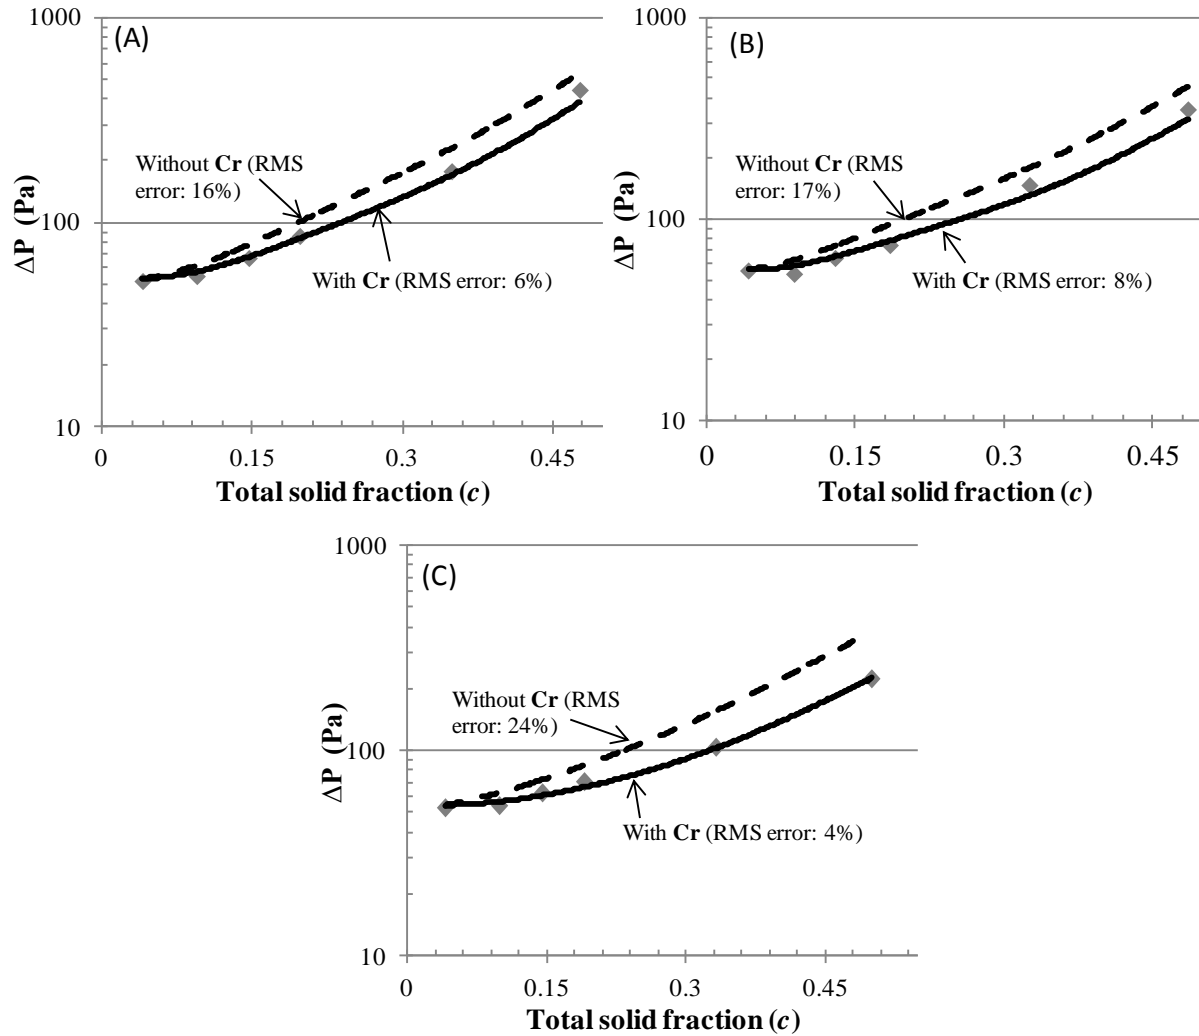 (A)
1000
100
10
ΔP (Pa)
Without Cr (RMS
error: 16%)
With Cr (RMS error: 6%)
0 0.15 0.3 0.45
Total solid fraction (c)
(B)
1000
100
10
ΔP (Pa)
Without Cr (RMS
error: 17%)
With Cr (RMS error: 8%)
0 0.15 0.3 0.45
Total solid fraction (c)
(C)
1000
100
10
ΔP (Pa)
Without Cr (RMS
error: 24%)
With Cr (RMS error: 4%)
0 0.15 0.3 0.45
Total solid fraction (c)